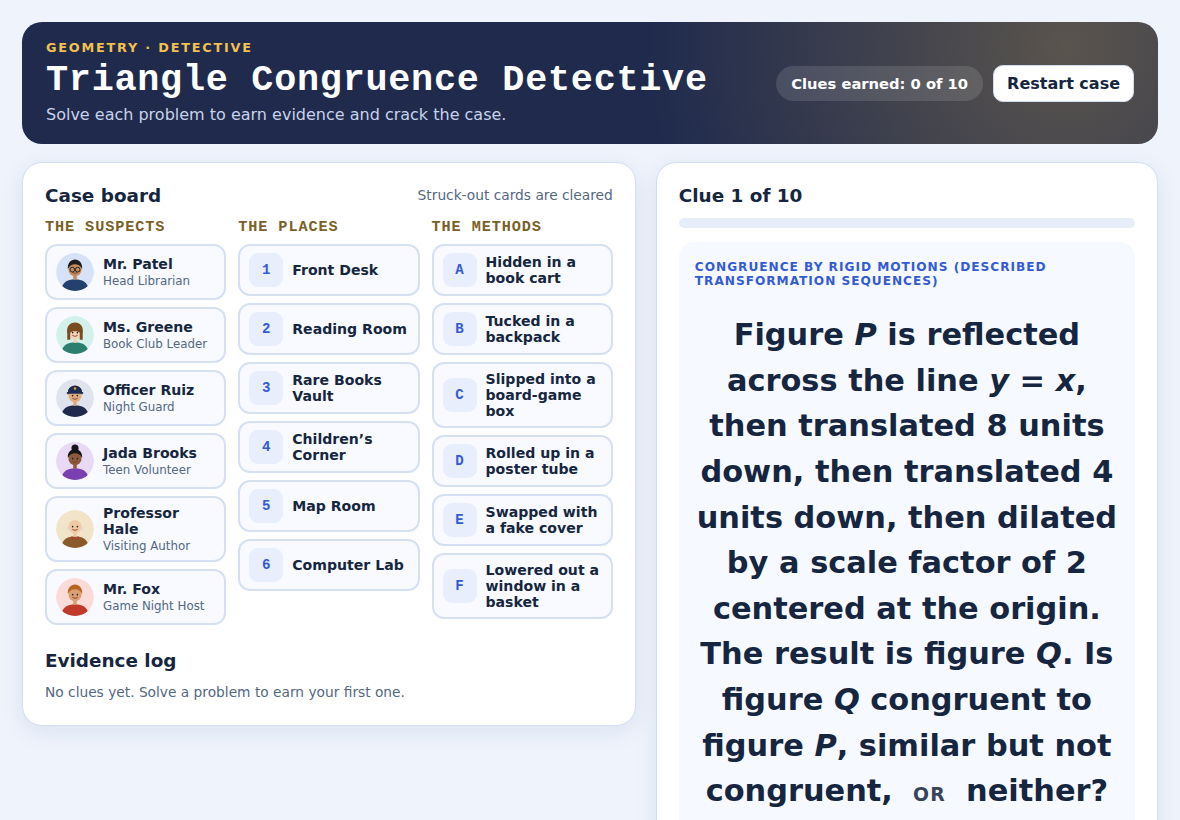 GEOMETRY · DETECTIVE
Triangle Congruence Detective
Solve each problem to earn evidence and crack the case.
Clues earned: 0 of 10
Restart case
Case board
Struck-out cards are cleared
THE SUSPECTS
Mr. Patel
Head Librarian
Ms. Greene
Book Club Leader
Officer Ruiz
Night Guard
Jada Brooks
Teen Volunteer
Professor
Hale
Visiting Author
Mr. Fox
Game Night Host
THE PLACES
1 Front Desk
2 Reading Room
3 Rare Books
Vault
4 Children’s
Corner
5 Map Room
6 Computer Lab
THE METHODS
A Hidden in a
book cart
B Tucked in a
backpack
C Slipped into a
board-game
box
D Rolled up in a
poster tube
E Swapped with
a fake cover
F Lowered out a
window in a
basket
Evidence log
No clues yet. Solve a problem to earn your first one.
Clue 1 of 10
CONGRUENCE BY RIGID MOTIONS (DESCRIBED
TRANSFORMATION SEQUENCES)
Figure P is reflected
across the line y = x,
then translated 8 units
down, then translated 4
units down, then dilated
by a scale factor of 2
centered at the origin.
The result is figure Q. Is
figure Q congruent to
figure P, similar but not
congruent, OR neither?